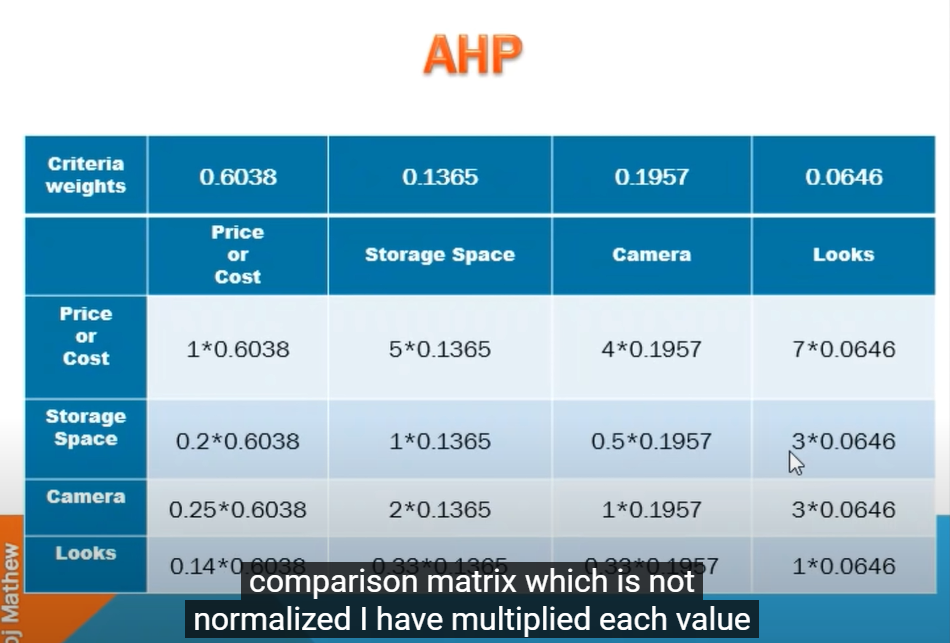 AHP
Criteria weights 0.6038 0.1365 0.1957 0.0646
Price or Cost Storage Space Camera Looks
Price or Cost 1*0.6038 5*0.1365 4*0.1957 7*0.0646
Storage Space 0.2*0.6038 1*0.1365 0.5*0.1957 3*0.0646
Camera 0.25*0.6038 2*0.1365 1*0.1957 3*0.0646
Looks 0.14*0.6038 0.33*0.1365 0.33*0.1957 1*0.0646
comparison matrix which is not
normalized I have multiplied each value
oj Mathew